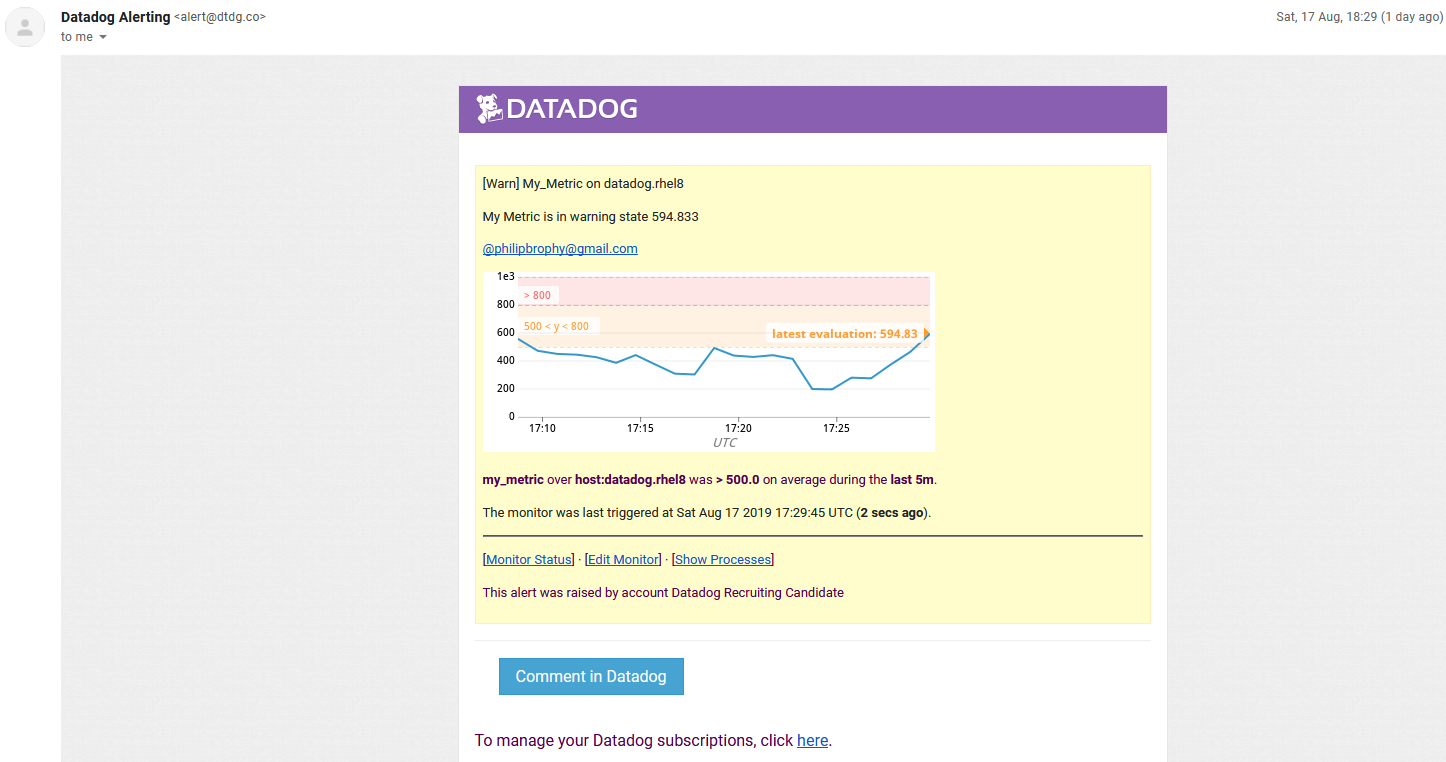 Datadog Alerting <alert@dtdg.co>
Sat, 17 Aug, 18:29 (1 day ago)
to me
DATADOG
[Warn] My_Metric on datadog.rhel8
My Metric is in warning state 594.833
@philipbrophy@gmail.com
1e3
> 800
800
500 < y < 800
600
latest evaluation: 594.83
400
200
0
17:10 17:15 17:20 17:25
UTC
my_metric over host:datadog.rhel8 was > 500.0 on average during the last 5m.
The monitor was last triggered at Sat Aug 17 2019 17:29:45 UTC (2 secs ago).
[Monitor Status] · [Edit Monitor] · [Show Processes]
This alert was raised by account Datadog Recruiting Candidate
Comment in Datadog
To manage your Datadog subscriptions, click here.